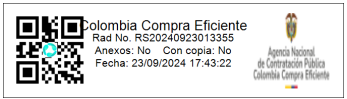 Colombia Compra Eficiente
Rad No. RS20240923013355
Anexos: No    Con copia: No
Fecha: 23/09/2024 17:43:22
Agencia Nacional
de Contratación Pública
Colombia Compra Eficiente